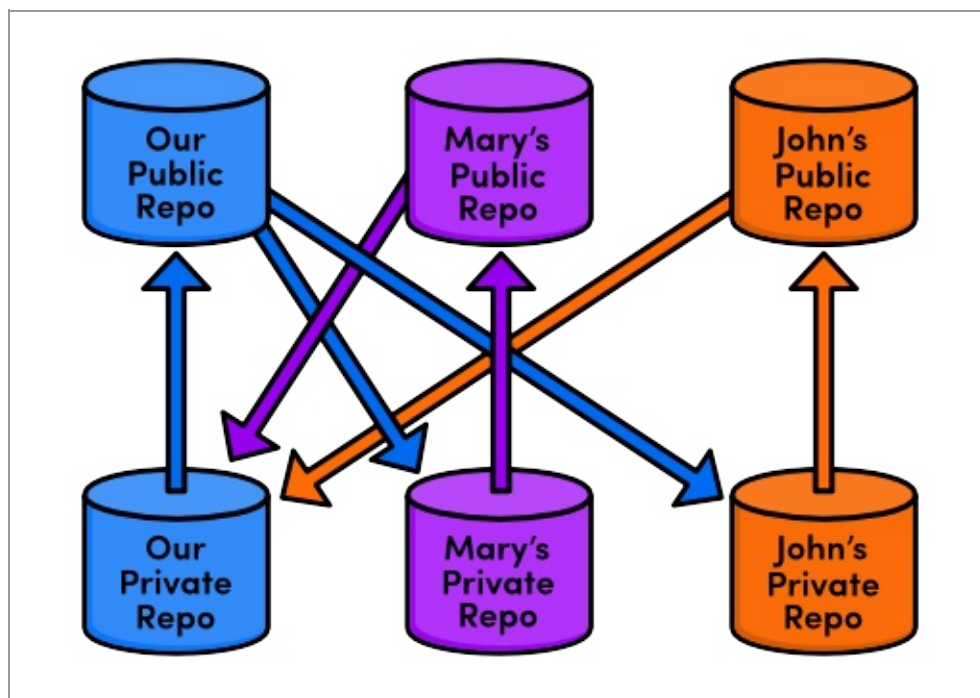 Our
Public
Repo
Mary's
Public
Repo
John's
Public
Repo
Our
Private
Repo
Mary's
Private
Repo
John's
Private
Repo